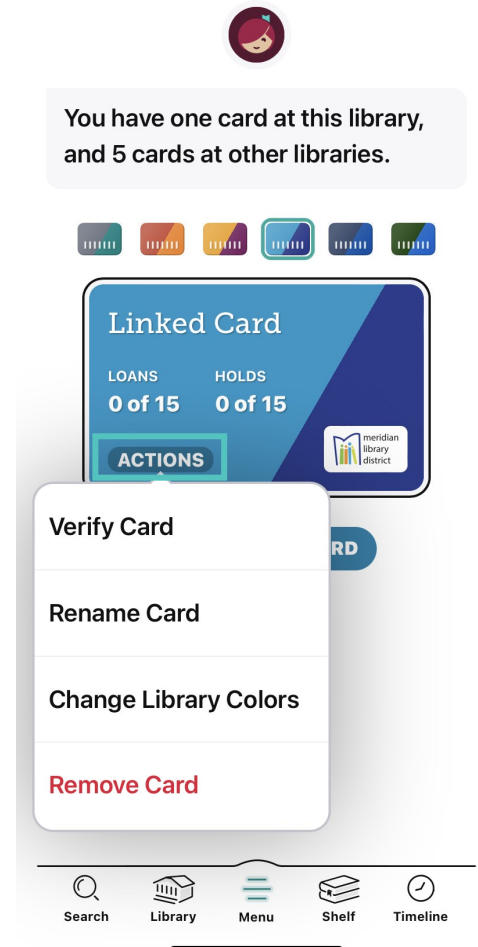 You have one card at this library,
and 5 cards at other libraries.
Linked Card
LOANS HOLDS
0 of 15 0 of 15
ACTIONS
meridian
library
district
Verify Card
RD
Rename Card
Change Library Colors
Remove Card
Search Library Menu Shelf Timeline